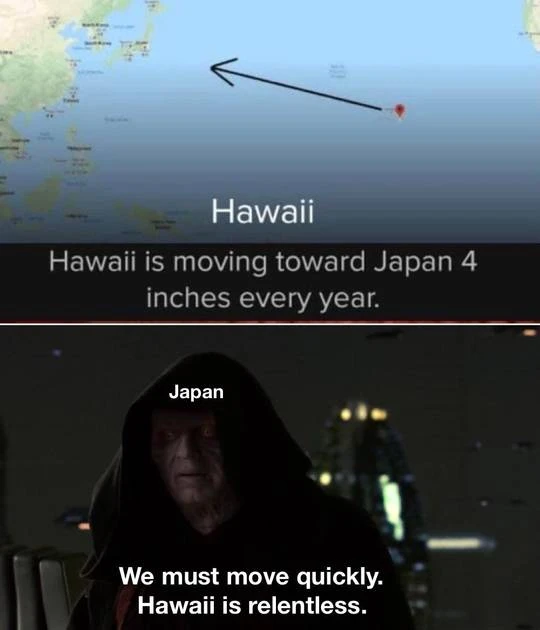 Hawaii
Hawaii is moving toward Japan 4
inches every year.
Japan
We must move quickly.
Hawaii is relentless.